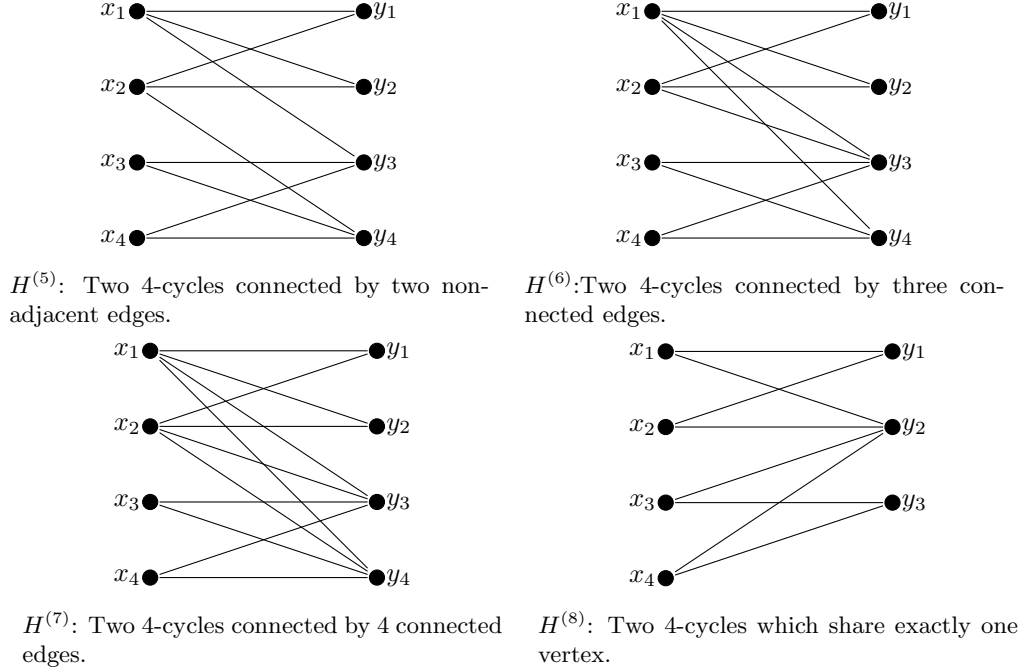 x₁ y₁
x₂ y₂
x₃ y₃
x₄ y₄
H⁽⁵⁾: Two 4-cycles connected by two non-
adjacent edges.
x₁ y₁
x₂ y₂
x₃ y₃
x₄ y₄
H⁽⁶⁾:Two 4-cycles connected by three con-
nected edges.
x₁ y₁
x₂ y₂
x₃ y₃
x₄ y₄
H⁽⁷⁾: Two 4-cycles connected by 4 connected
edges.
x₁ y₁
x₂ y₂
x₃ y₃
x₄
H⁽⁸⁾: Two 4-cycles which share exactly one
vertex.